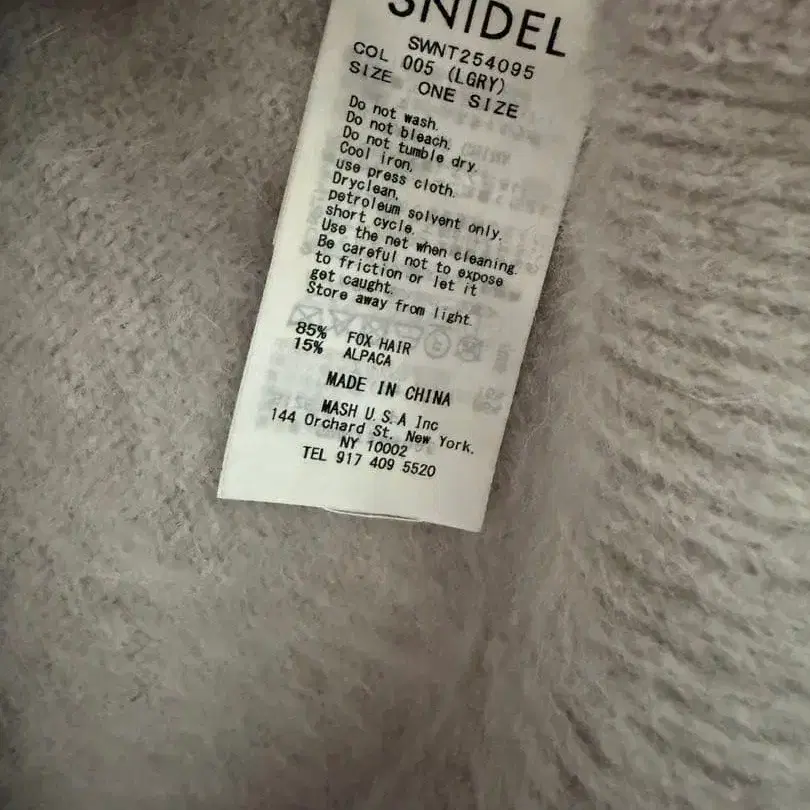 SNIDEL
SWNT254095
COL 005 (LGRY)
SIZE ONE SIZE
Do not wash.
Do not bleach.
Do not tumble dry.
Cool iron,
use press cloth.
Dryclean,
petroleum solvent only.
short cycle.
Use the net when cleaning.
Be careful not to expose
to friction or let it
get caught.
Store away from light.
85% FOX HAIR
15% ALPACA
MADE IN CHINA
MASH U.S.A Inc
144 Orchard St. New York.
NY 10002
TEL 917 409 5520